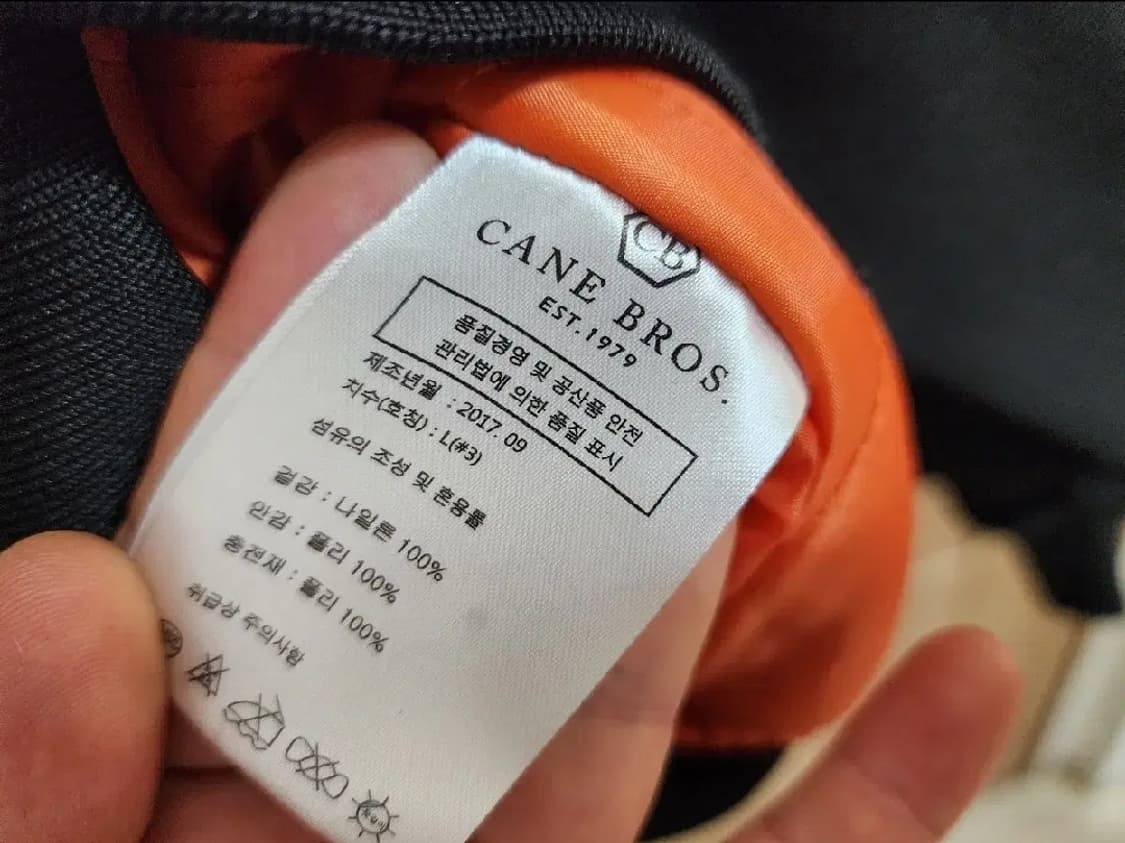 CB
CANE BROS.
EST.1979
품질경영 및 공산품 안전
관리법에 의한 품질 표시
제조년월 : 2017. 09
치수(호칭) : L(#3)
섬유의 조성 및 혼용률
겉감 : 나일론 100%
안감 : 폴리 100%
충전재 : 폴리 100%
취급상 주의사항